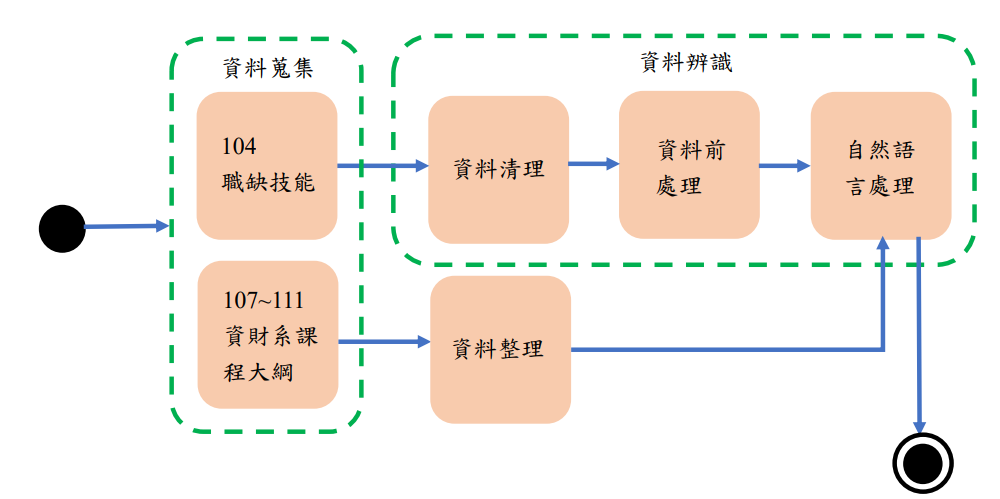 資料蒐集
104
職缺技能
107~111
資財系課
程大綱
資料辨識
資料清理
資料前
處理
自然語
言處理
資料整理